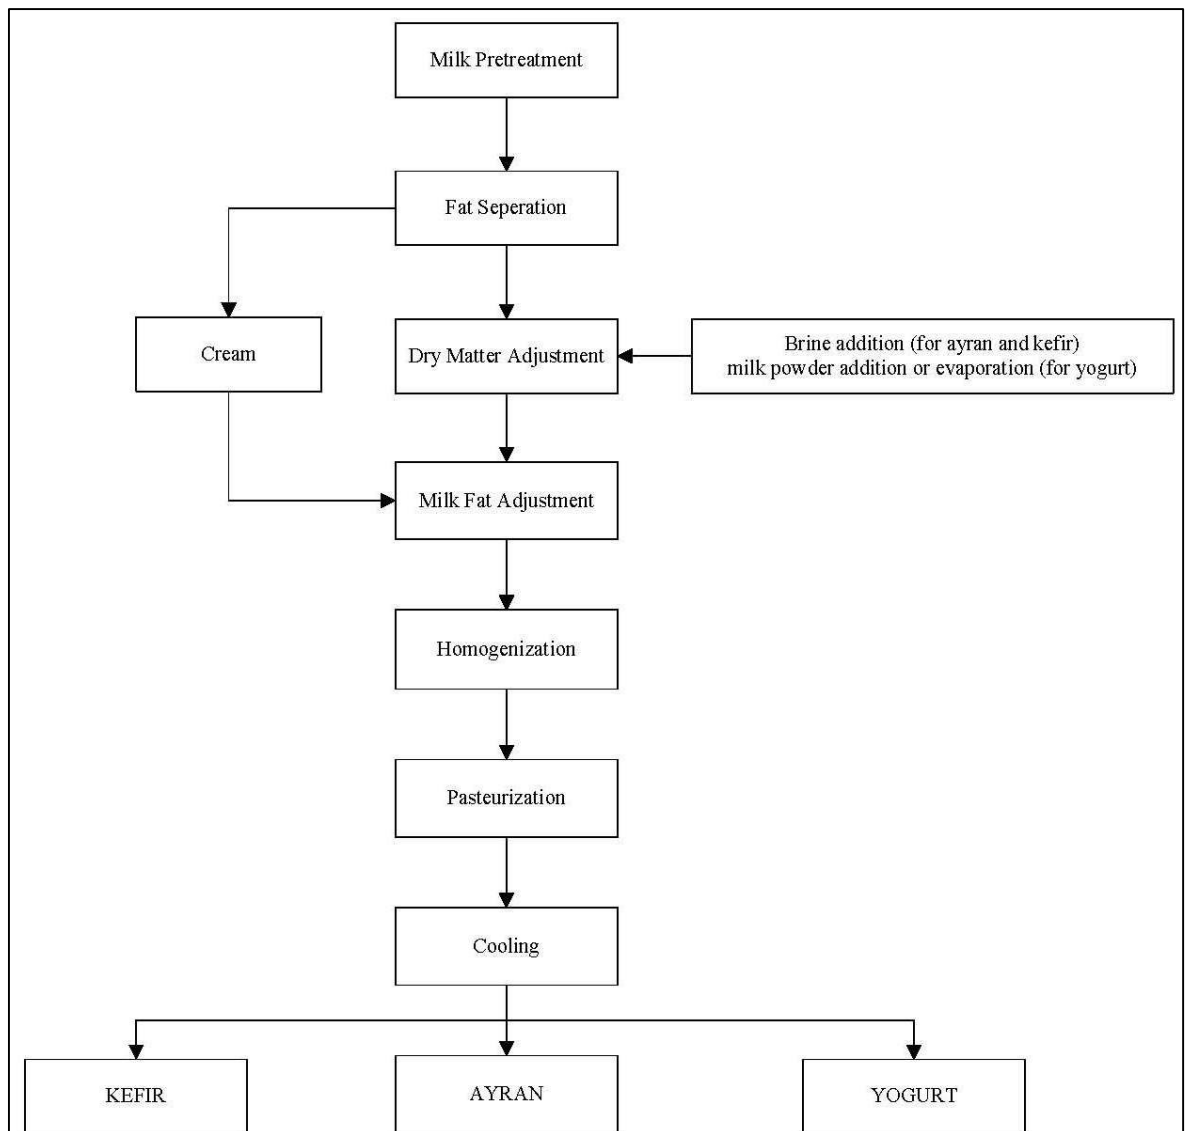 Milk Pretreatment
Fat Seperation
Cream
Dry Matter Adjustment
Brine addition (for ayran and kefir)
milk powder addition or evaporation (for yogurt)
Milk Fat Adjustment
Homogenization
Pasteurization
Cooling
KEFIR
AYRAN
YOGURT